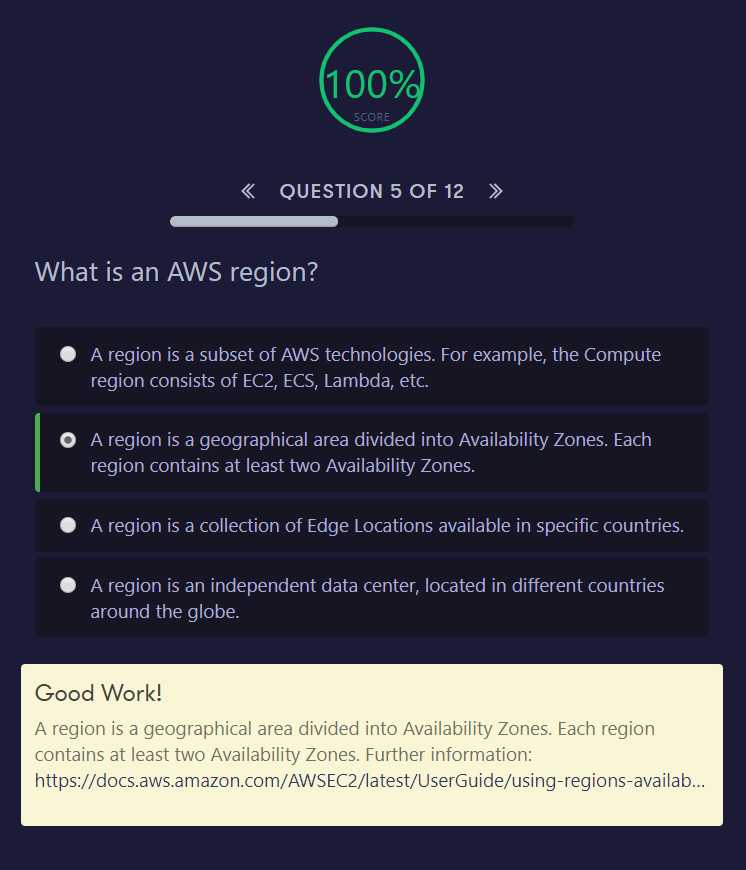 100%
SCORE
« QUESTION 5 OF 12 »
What is an AWS region?
A region is a subset of AWS technologies. For example, the Compute
region consists of EC2, ECS, Lambda, etc.
A region is a geographical area divided into Availability Zones. Each
region contains at least two Availability Zones.
A region is a collection of Edge Locations available in specific countries.
A region is an independent data center, located in different countries
around the globe.
Good Work!
A region is a geographical area divided into Availability Zones. Each region
contains at least two Availability Zones. Further information:
https://docs.aws.amazon.com/AWSEC2/latest/UserGuide/using-regions-availab...